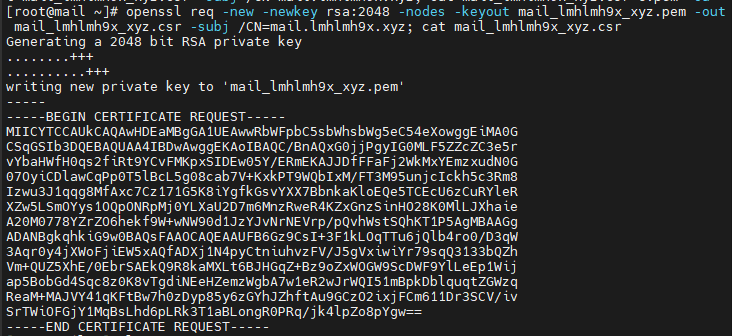 [root@mail ~]# openssl req -new -newkey rsa:2048 -nodes -keyout mail_lmhlmh9x_xyz.pem -out
mail_lmhlmh9x_xyz.csr -subj /CN=mail.lmhlmh9x.xyz; cat mail_lmhlmh9x_xyz.csr
Generating a 2048 bit RSA private key
........+++
..........+++
writing new private key to 'mail_lmhlmh9x_xyz.pem'
-----
-----BEGIN CERTIFICATE REQUEST-----
MIICYTCCAUkCAQAwHDEaMBgGA1UEAwwRbWFpbC5sbWhsbWg5eC54eXowggEiMA0G
CSqGSIb3DQEBAQUAA4IBDwAwggEKAoIBAQC/BnAQxG0jjPgyIG0MLF5ZZcZC3e5r
vYbaHWfH0qs2fiRt9YCvFMKpxSIDEw05Y/ERmEKAJJDfFFaFj2WkMxYEmzxudN0G
07OyiCDlawCqPp0T5lBcL5g08cab7V+KxkPT9WQbIxM/FT3M95unjcIckh5c3Rm8
Izwu3J1qqg8MfAxc7Cz171G5K8iYgfkGsvYXX7BbnkaKloEQe5TCEcU6zCuRYleR
XZw5LSmOYys1OQpONRpMj0YLXaU2D7m6MnzRweR4KZxGnzSinHO28K0MlLJXhaie
A20M0778YZrZO6hekf9W+wNW90d1JzYJvNrNEVrp/pQvhWstSQhKT1P5AgMBAAGg
ADANBgkqhkiG9w0BAQsFAAOCAQEAAUFB6Gz9CsI+3F1kLOqTTu6jQlb4ro0/D3qW
3Aqr0y4jXWoFjiEW5xAQfADXj1N4pyCtniuhvzFV/J5gVxiwiYr79sqQ3133bQZh
Vm+QUZ5XhE/0EbrSAEkQ9R8kaMXLt6BJHGqZ+Bz9oZxWOGW9ScDWF9YlLeEp1Wij
ap5BobGd4Sqc8z0K8vTgdiNEeHZemzWgbA7w1eR2wJrWQI51mBpkDblquqtZGWzq
ReaM+MAJVY41qKFtBw7h0zDyp85y6zGYhJZhftAu9GCzO2ixjFCm611Dr3SCV/iv
SrTWiOFGjY1MqBsLhd6pLRk3T1aBLongR0PRq/jk4lpZo8pYgw==
-----END CERTIFICATE REQUEST-----